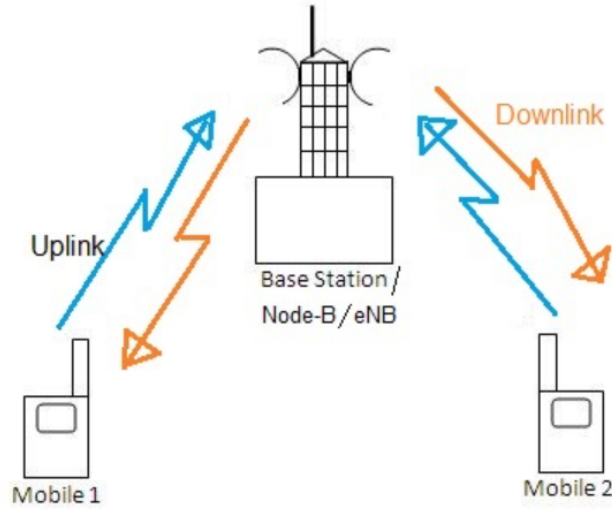 Downlink
Uplink
Base Station/
Node-B/eNB
Mobile 1
Mobile 2